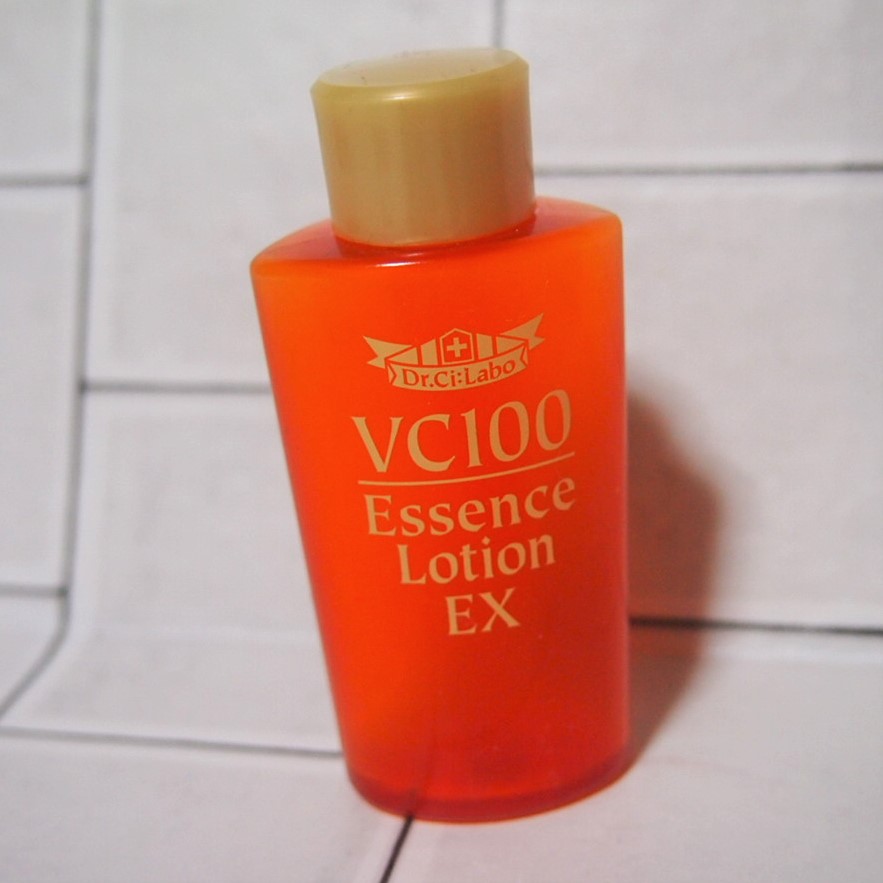 Dr.Ci:Labo
VC100
Essence
Lotion
EX